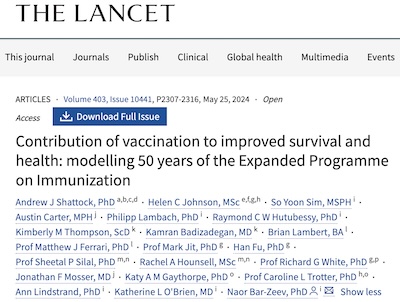 THE LANCET
This journal Journals Publish Clinical Global health Multimedia Events
ARTICLES · Volume 403, Issue 10441, P2307-2316, May 25, 2024 · Open
Access Download Full Issue
Contribution of vaccination to improved survival and
health: modelling 50 years of the Expanded Programme
on Immunization
Andrew J Shattock, PhD a,b,c,d · Helen C Johnson, MSc e,f,g,h · So Yoon Sim, MSPH i ·
Austin Carter, MPH j · Philipp Lambach, PhD i · Raymond C W Hutubessy, PhD i ·
Kimberly M Thompson, ScD k · Kamran Badizadegan, MD k · Brian Lambert, BA l ·
Prof Matthew J Ferrari, PhD l · Prof Mark Jit, PhD g · Han Fu, PhD g ·
Prof Sheetal P Silal, PhD m,n · Rachel A Hounsell, MSc m,n · Prof Richard G White, PhD g,p ·
Jonathan F Mosser, MD j · Katy A M Gaythorpe, PhD o · Prof Caroline L Trotter, PhD h,o ·
Ann Lindstrand, PhD i · Katherine L O'Brien, MD i · Naor Bar-Zeev, PhD i Show less